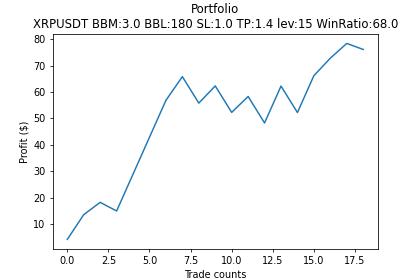 Portfolio
XRPUSDT BBM:3.0 BBL:180 SL:1.0 TP:1.4 lev:15 WinRatio:68.0
80
70
60
50
40
30
20
10
Profit ($)
0.0 2.5 5.0 7.5 10.0 12.5 15.0 17.5
Trade counts